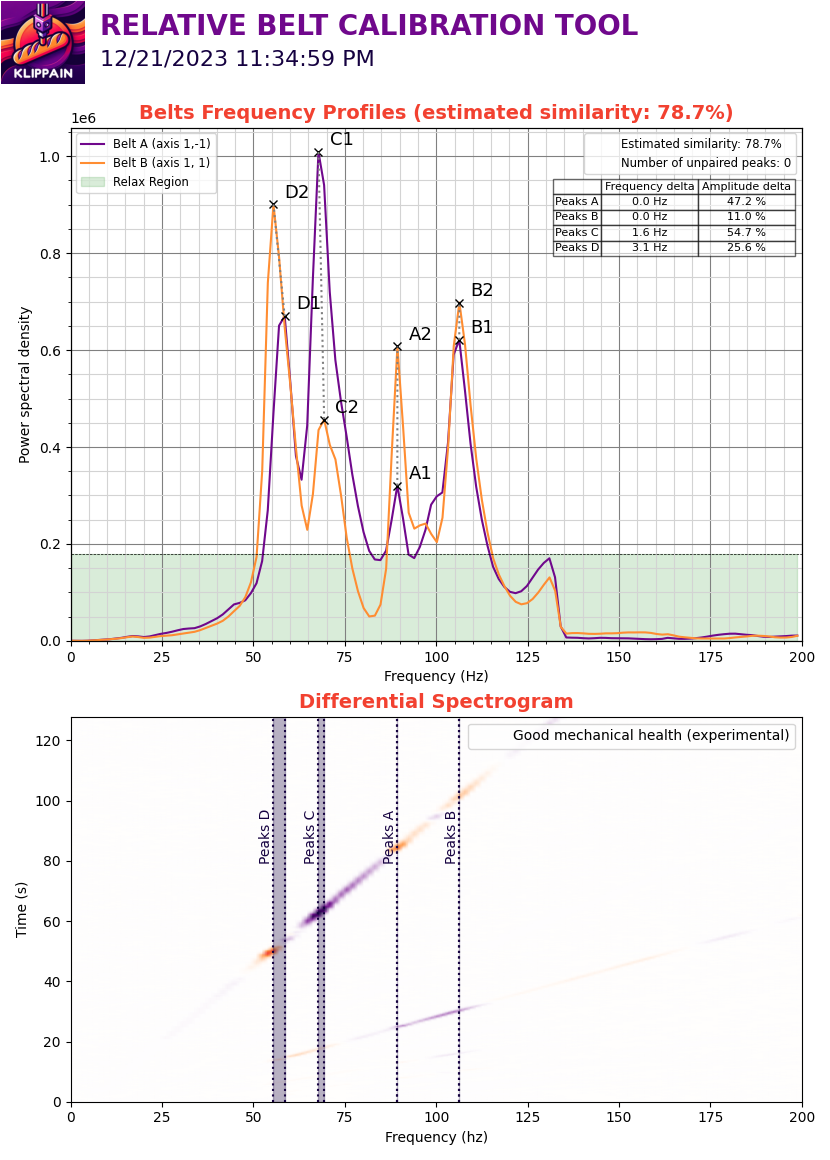 KLIPPAIN
RELATIVE BELT CALIBRATION TOOL
12/21/2023 11:34:59 PM
Belts Frequency Profiles (estimated similarity: 78.7%)
1e6
Belt A (axis 1,-1)
Belt B (axis 1, 1)
Relax Region
Estimated similarity: 78.7%
Number of unpaired peaks: 0
Frequency delta Amplitude delta
Peaks A 0.0 Hz 47.2 %
Peaks B 0.0 Hz 11.0 %
Peaks C 1.6 Hz 54.7 %
Peaks D 3.1 Hz 25.6 %
C1
D2
D1
B2
B1
A2
C2
A1
1.0
0.8
0.6
0.4
0.2
0.0
Power spectral density
0 25 50 75 100 125 150 175 200
Frequency (Hz)
Differential Spectrogram
Good mechanical health (experimental)
Peaks D
Peaks C
Peaks A
Peaks B
120
100
80
60
40
20
0
Time (s)
0 25 50 75 100 125 150 175 200
Frequency (hz)